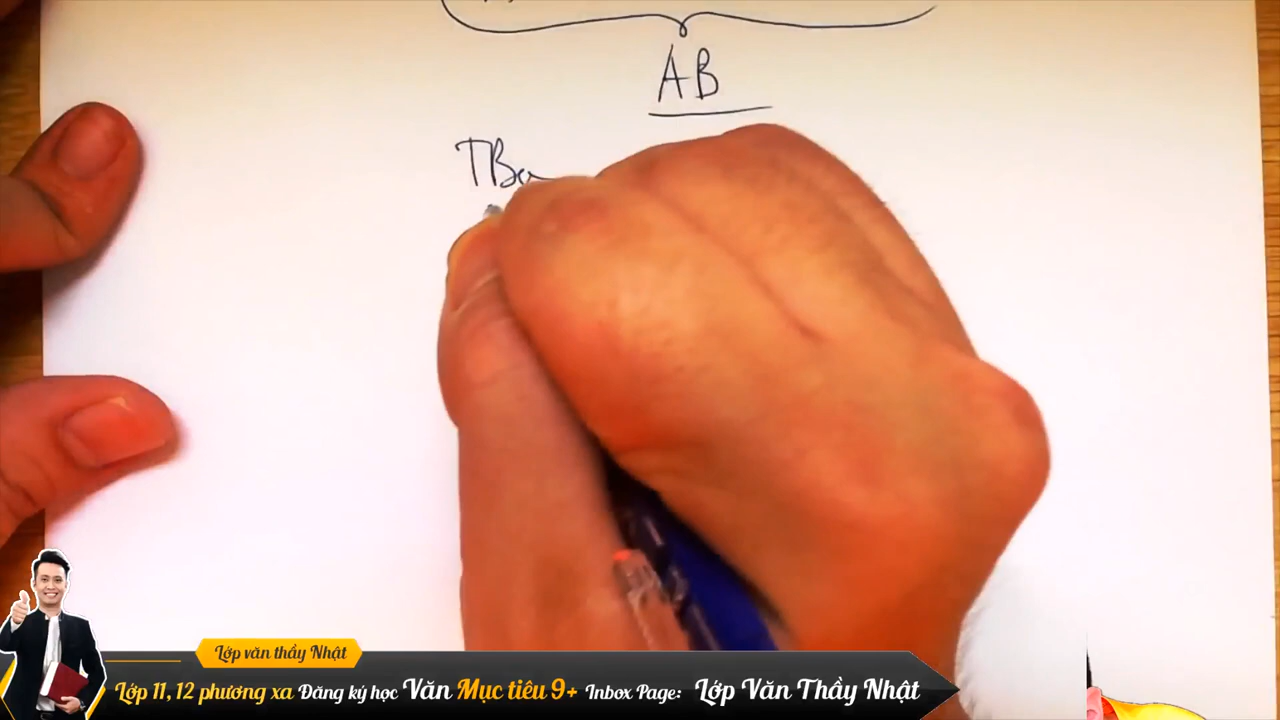 AB
TBa
Lớp văn thầy Nhật
Lớp 11, 12 phương xa Đăng ký học Văn Mục tiêu 9+ Inbox Page: Lớp Văn Thầy Nhật